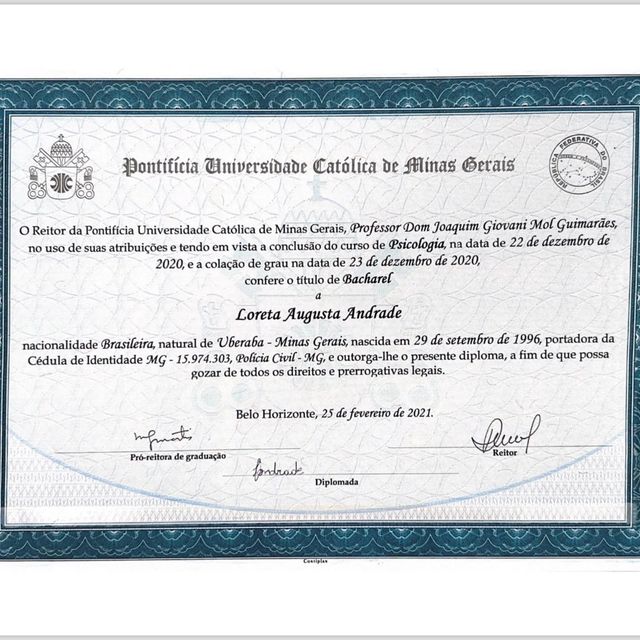 Pontifícia Universidade Católica de Minas Gerais
REPÚBLICA FEDERATIVA DO BRASIL
O Reitor da Pontifícia Universidade Católica de Minas Gerais, Professor Dom Joaquim Giovani Mol Guimarães,
no uso de suas atribuições e tendo em vista a conclusão do curso de Psicologia, na data de 22 de dezembro de
2020, e a colação de grau na data de 23 de dezembro de 2020,
confere o título de Bacharel
a
Loreta Augusta Andrade
nacionalidade Brasileira, natural de Uberaba - Minas Gerais, nascida em 29 de setembro de 1996, portadora da
Cédula de Identidade MG - 15.974.303, Polícia Civil - MG, e outorga-lhe o presente diploma, a fim de que possa
gozar de todos os direitos e prerrogativas legais.
Belo Horizonte, 25 de fevereiro de 2021.
Pró-reitora de graduação
Reitor
Diplomada